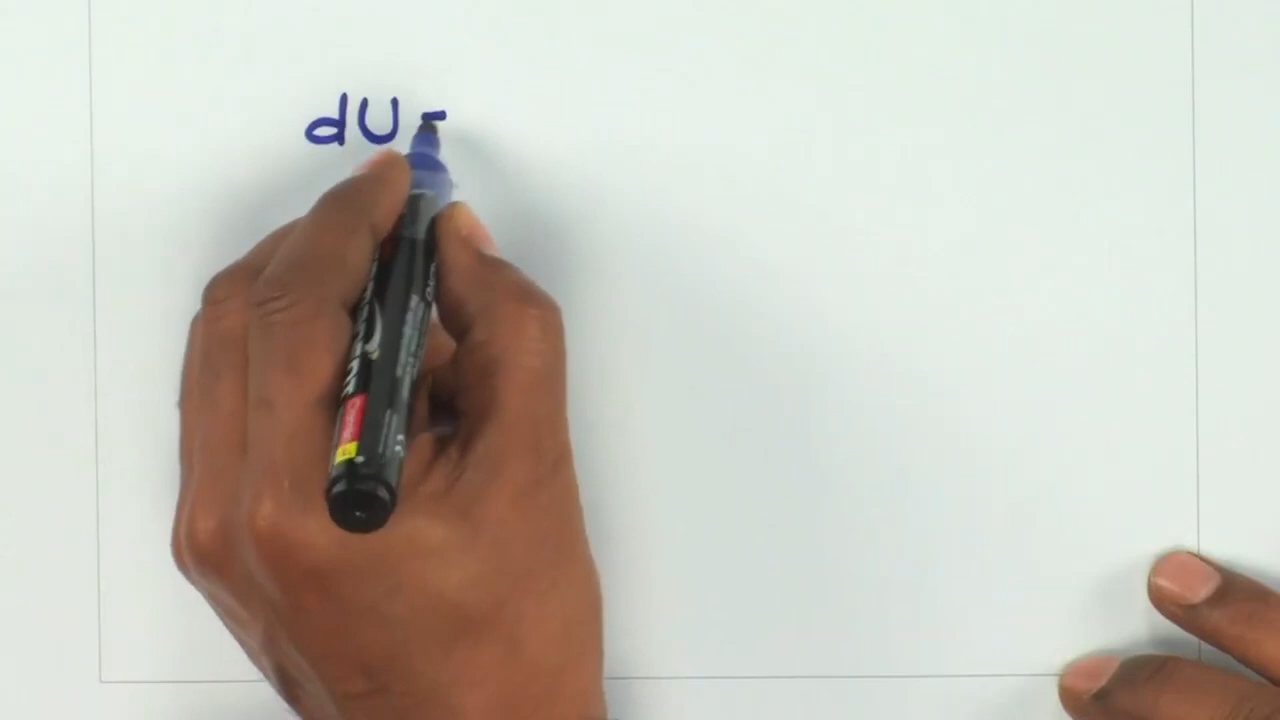 dU =